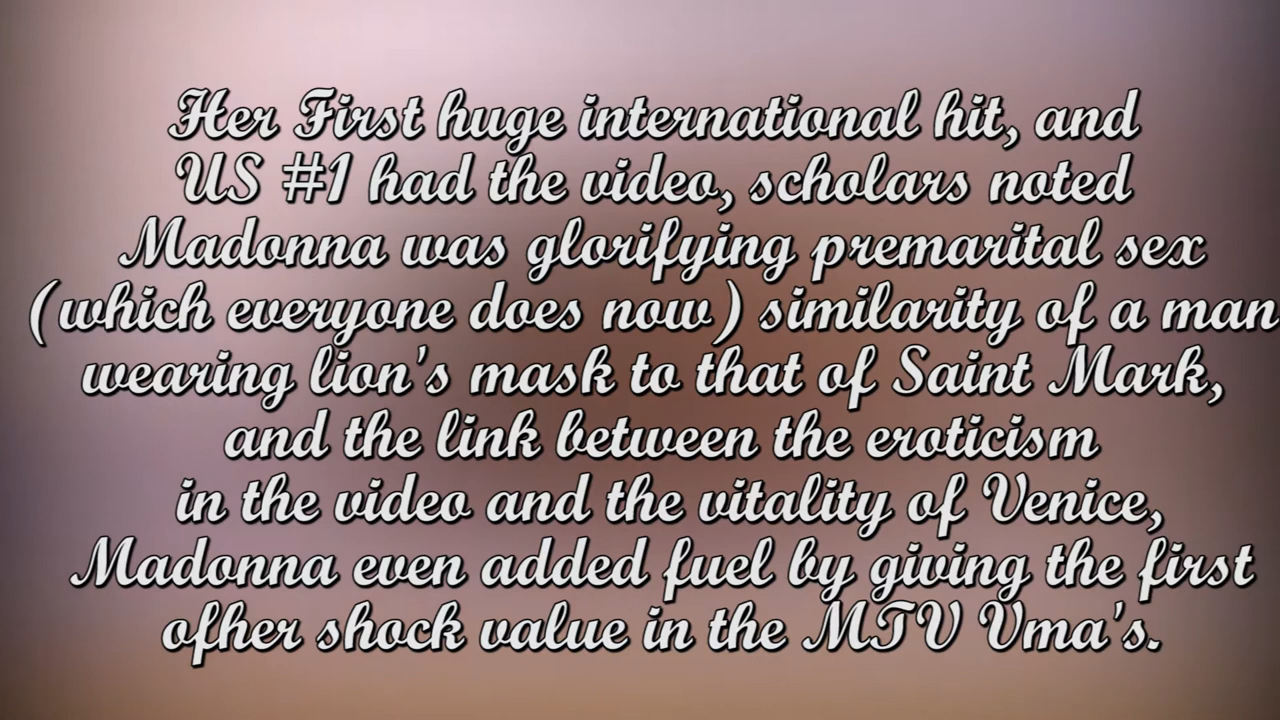 Her First huge international hit, and
US #1 had the video, scholars noted
Madonna was glorifying premarital sex
(which everyone does now) similarity of a man
wearing lion's mask to that of Saint Mark,
and the link between the eroticism
in the video and the vitality of Venice,
Madonna even added fuel by giving the first
ofher shock value in the MTV Vma's.